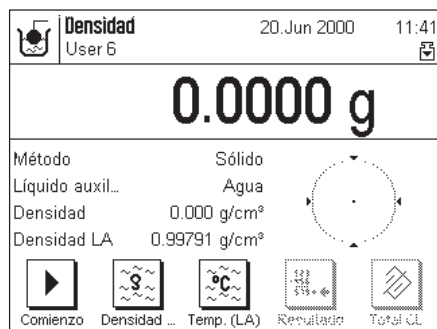 Densidad 20.Jun 2000 11:41
User 6
0.0000 g
Método Sólido
Líquido auxil... Agua
Densidad 0.000 g/cm³
Densidad LA 0.99791 g/cm³
°C
Comienzo Densidad ... Temp. (LA) Resultado Total CL